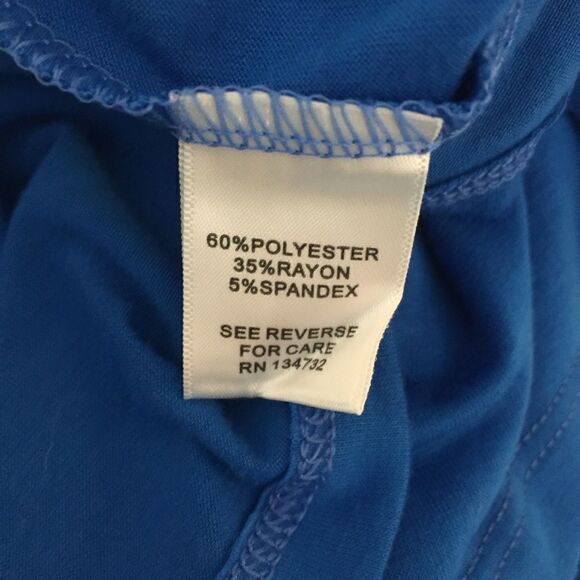 60%POLYESTER
35%RAYON
5%SPANDEX
SEE REVERSE
FOR CARE
RN 134732